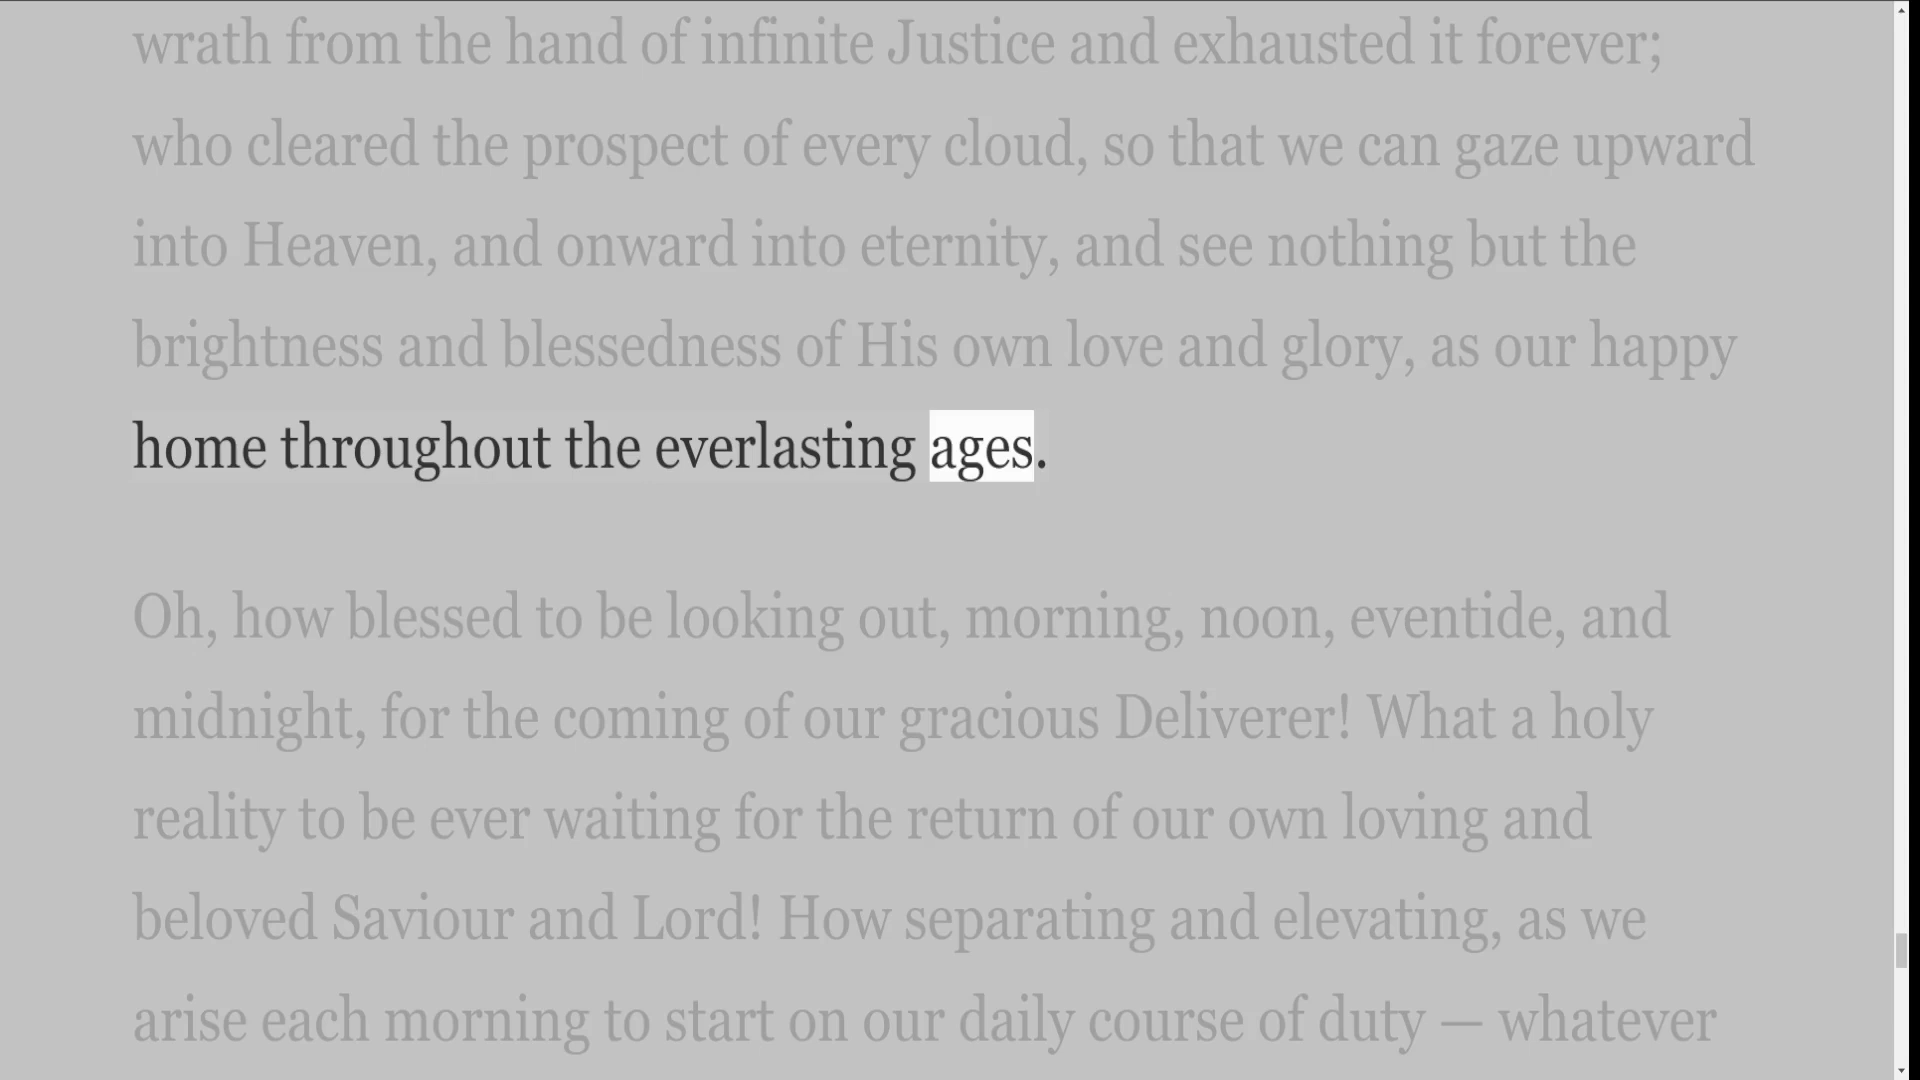 wrath from the hand of infinite Justice and exhausted it forever;
who cleared the prospect of every cloud, so that we can gaze upward
into Heaven, and onward into eternity, and see nothing but the
brightness and blessedness of His own love and glory, as our happy
home throughout the everlasting ages.
Oh, how blessed to be looking out, morning, noon, eventide, and
midnight, for the coming of our gracious Deliverer! What a holy
reality to be ever waiting for the return of our own loving and
beloved Saviour and Lord! How separating and elevating, as we
arise each morning to start on our daily course of duty — whatever